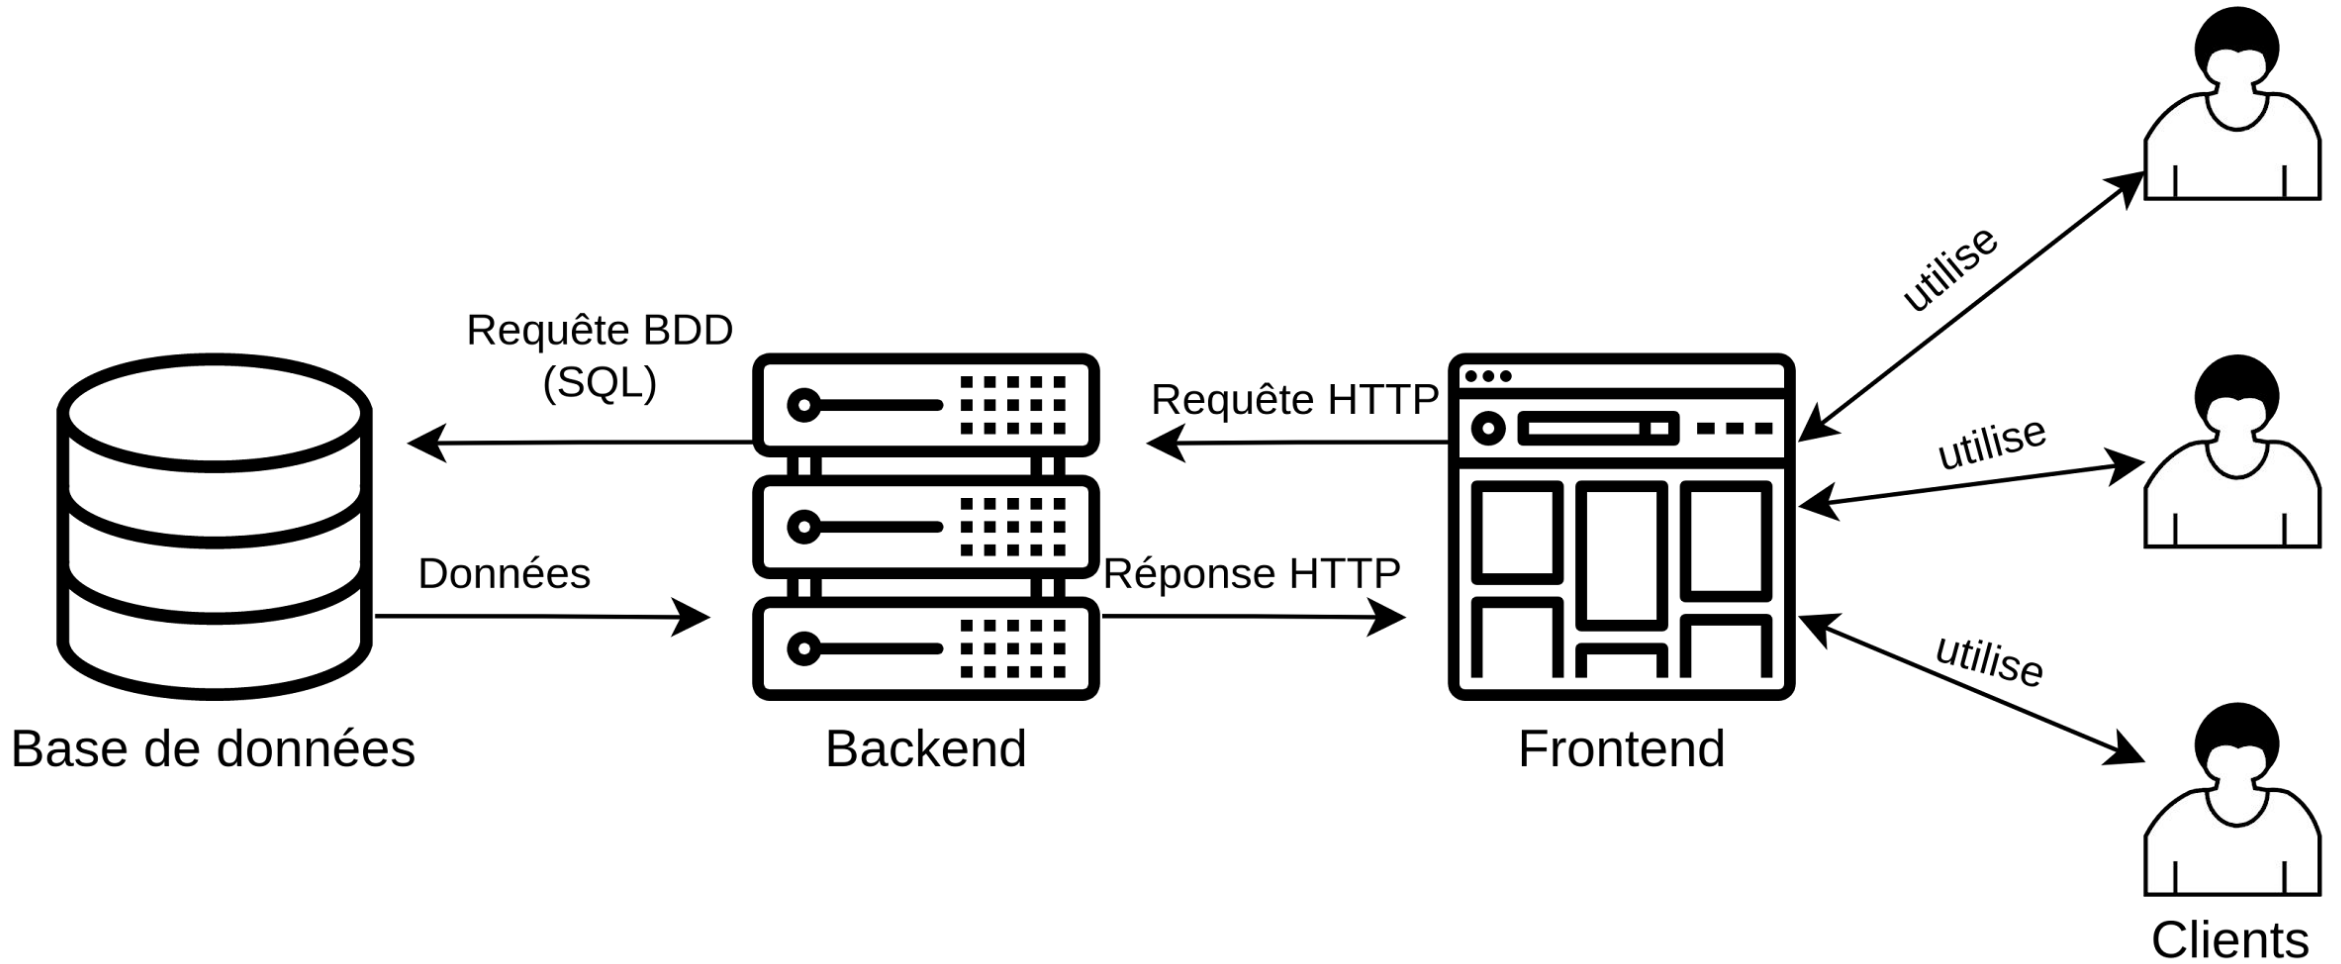 utilise
Requête BDD
(SQL)
Requête HTTP
utilise
Données
Réponse HTTP
utilise
Base de données
Backend
Frontend
Clients